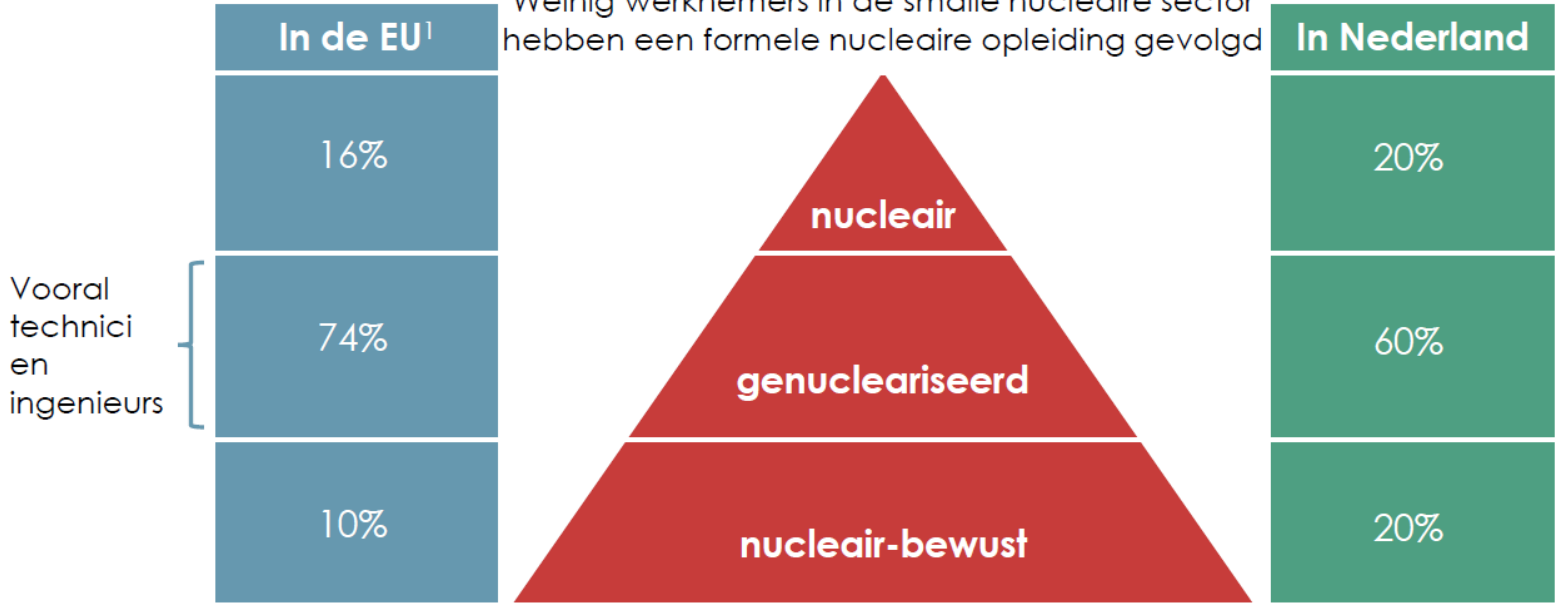 Weinig werknemers in de smalle nucleaire sector
hebben een formele nucleaire opleiding gevolgd
In de EU¹
In Nederland
16%
nucleair
20%
Vooral
technici
en
ingenieurs
74%
genucleariseerd
60%
10%
nucleair-bewust
20%